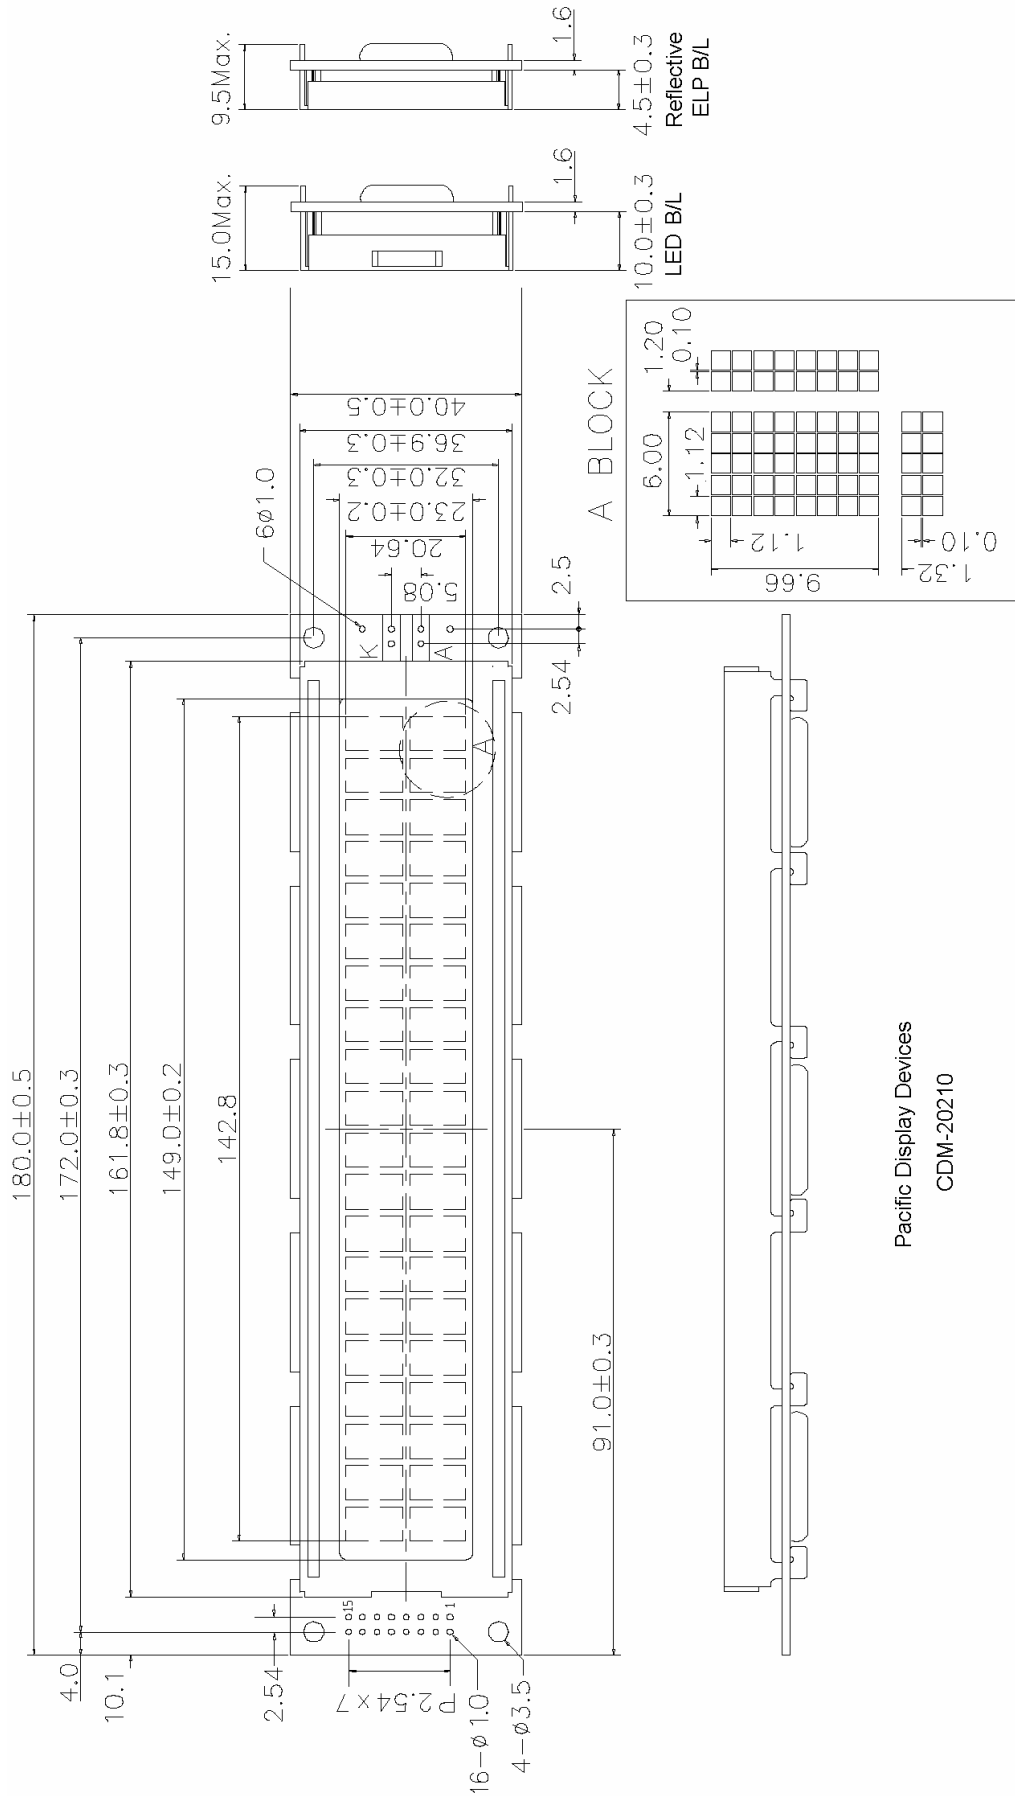 180.0±0.5
172.0±0.3
161.8±0.3
149.0±0.2
142.8
4.0
10.1
2.54
P2.54×7
16-ø1.0
4-ø3.5
15
1
91.0±0.3
K
A
A
6ø1.0
2.5
2.54
5.08
20.64
23.0±0.2
32.0±0.3
36.9±0.3
40.0±0.5
15.0Max.
1.6
10.0±0.3
LED B/L
9.5Max.
1.6
4.5±0.3
Reflective
ELP B/L
A BLOCK
6.00
1.12
1.20
0.10
1.12
9.66
1.32
0.10
Pacific Display Devices
CDM-20210